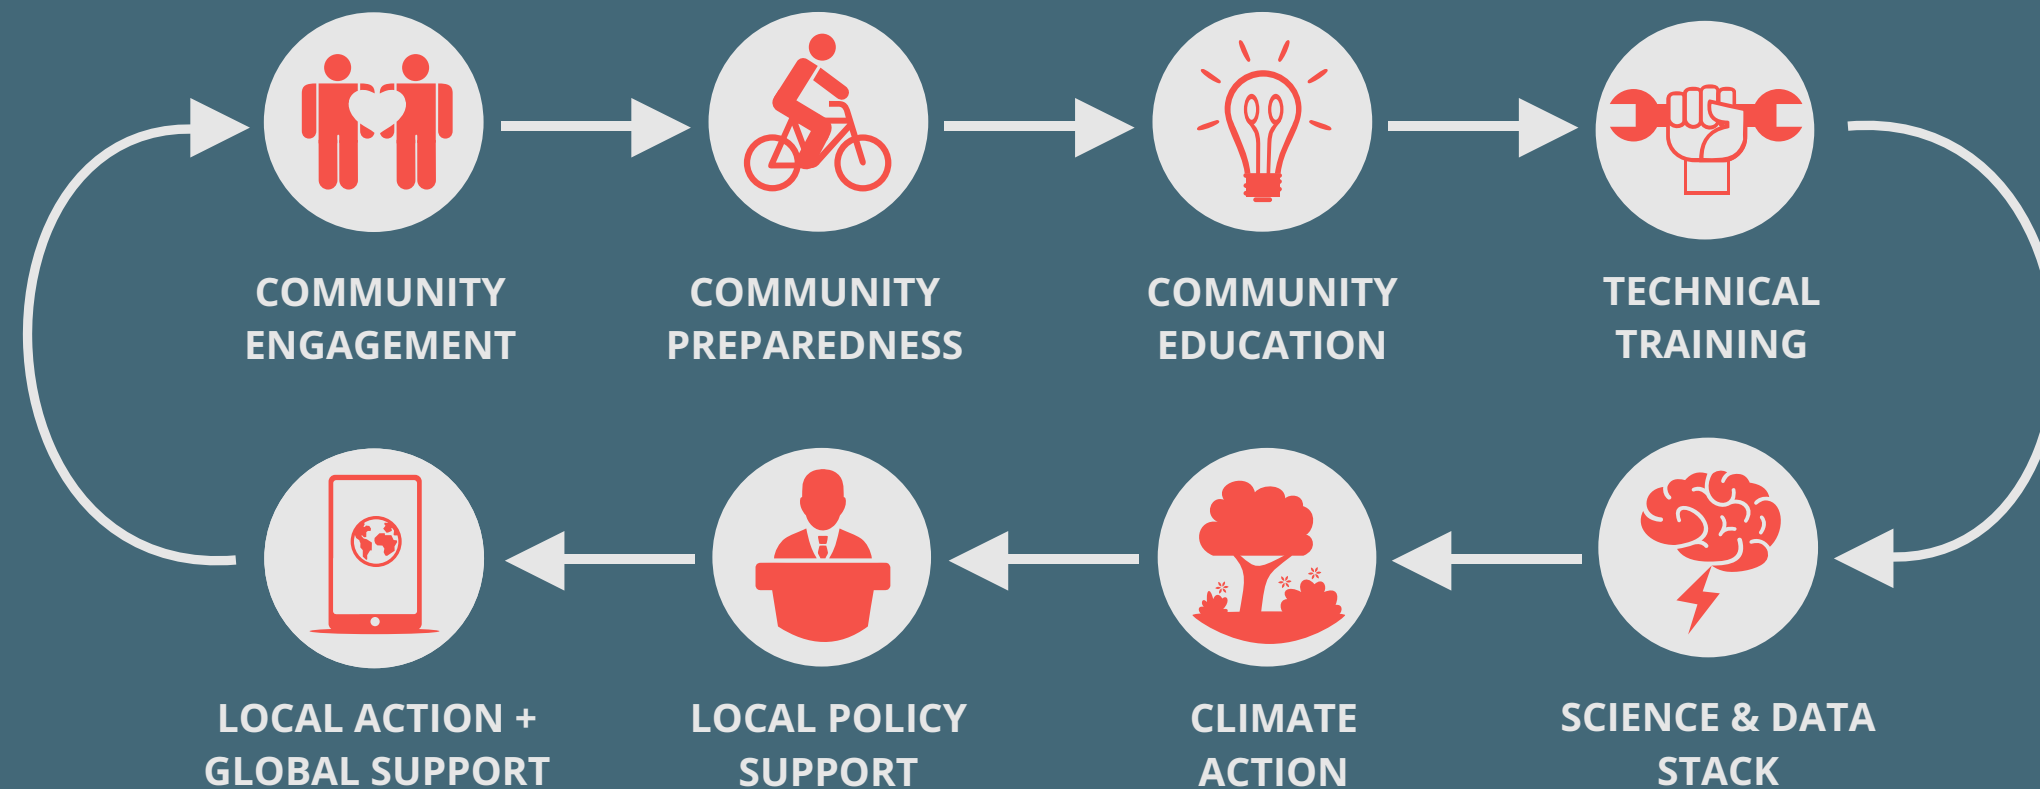 COMMUNITY
ENGAGEMENT
COMMUNITY
PREPAREDNESS
COMMUNITY
EDUCATION
TECHNICAL
TRAINING
LOCAL ACTION +
GLOBAL SUPPORT
LOCAL POLICY
SUPPORT
CLIMATE
ACTION
SCIENCE & DATA
STACK